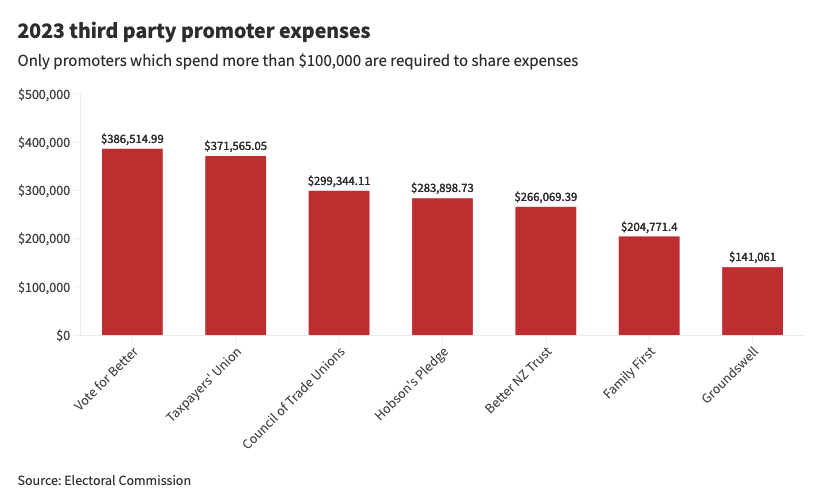 2023 third party promoter expenses
Only promoters which spend more than $100,000 are required to share expenses
$500,000
$400,000
$300,000
$200,000
$100,000
$0
$386,514.99
$371,565.05
$299,344.11
$283,898.73
$266,069.39
$204,771.4
$141,061
Vote for Better
Taxpayers' Union
Council of Trade Unions
Hobson's Pledge
Better NZ Trust
Family First
Groundswell
Source: Electoral Commission